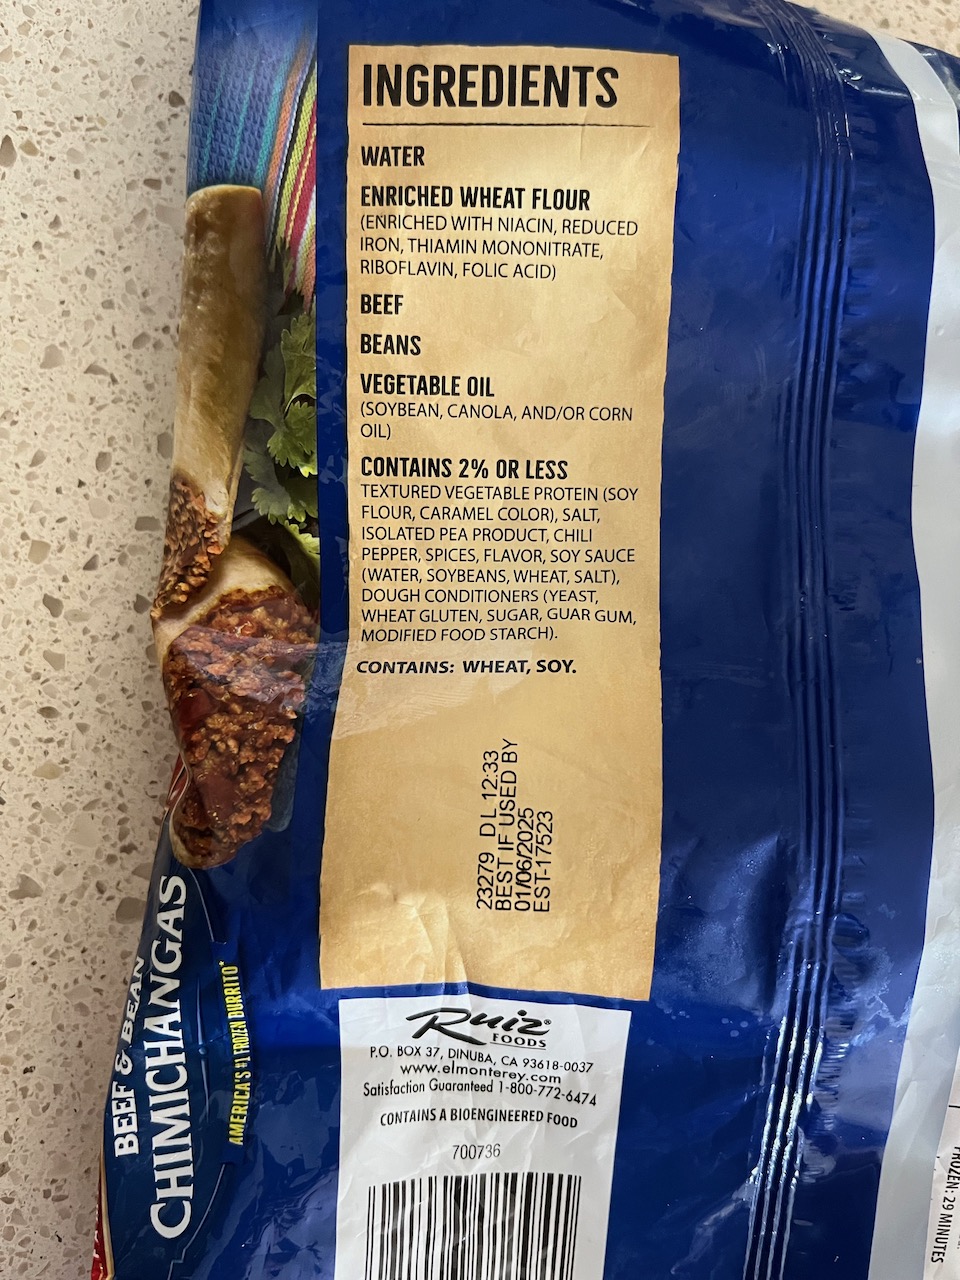 INGREDIENTS
WATER
ENRICHED WHEAT FLOUR
(ENRICHED WITH NIACIN, REDUCED
IRON, THIAMIN MONONITRATE,
RIBOFLAVIN, FOLIC ACID)
BEEF
BEANS
VEGETABLE OIL
(SOYBEAN, CANOLA, AND/OR CORN
OIL)
CONTAINS 2% OR LESS
TEXTURED VEGETABLE PROTEIN (SOY
FLOUR, CARAMEL COLOR), SALT,
ISOLATED PEA PRODUCT, CHILI
PEPPER, SPICES, FLAVOR, SOY SAUCE
(WATER, SOYBEANS, WHEAT, SALT),
DOUGH CONDITIONERS (YEAST,
WHEAT GLUTEN, SUGAR, GUAR GUM,
MODIFIED FOOD STARCH).
CONTAINS: WHEAT, SOY.
23279 DL 12:33
BEST IF USED BY
01/06/2025
EST-17523
Ruiz®
FOODS
P.O. BOX 37, DINUBA, CA 93618-0037
www.elmonterey.com
Satisfaction Guaranteed 1-800-772-6474
CONTAINS A BIOENGINEERED FOOD
700736
BEEF & BEAN
CHIMICHANGAS
AMERICA'S #1 FROZEN BURRITO*
FROZEN: 29 MINUTES